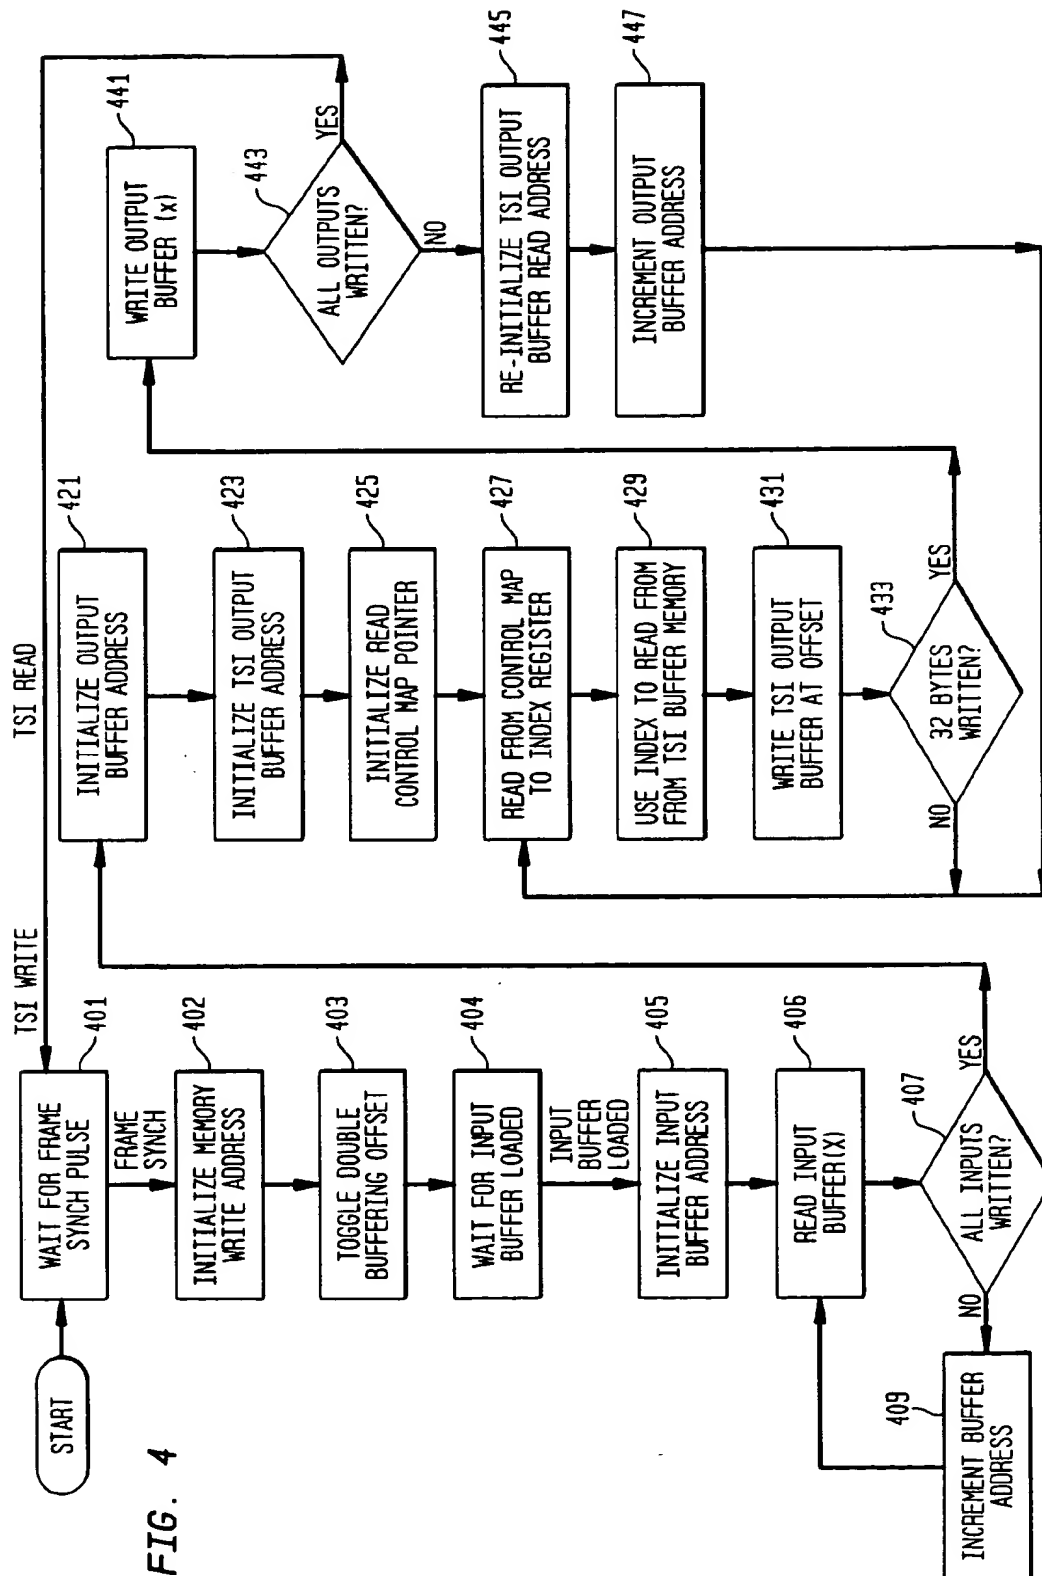 FIG. 4
START
TSI WRITE
TSI READ
WAIT FOR FRAME
SYNCH PULSE
401
FRAME
SYNCH
INITIALIZE MEMORY
WRITE ADDRESS
402
TOGGLE DOUBLE
BUFFERING OFFSET
403
WAIT FOR INPUT
BUFFER LOADED
404
INPUT
BUFFER
LOADED
INITIALIZE INPUT
BUFFER ADDRESS
405
READ INPUT
BUFFER(X)
406
ALL INPUTS
WRITTEN?
407
NO
YES
INCREMENT BUFFER
ADDRESS
409
INITIALIZE OUTPUT
BUFFER ADDRESS
421
INITIALIZE TSI OUTPUT
BUFFER ADDRESS
423
INITIALIZE READ
CONTROL MAP POINTER
425
READ FROM CONTROL MAP
TO INDEX REGISTER
427
USE INDEX TO READ FROM
FROM TSI BUFFER MEMORY
429
WRITE TSI OUTPUT
BUFFER AT OFFSET
431
32 BYTES
WRITTEN?
433
NO
YES
WRITE OUTPUT
BUFFER (x)
441
ALL OUTPUTS
WRITTEN?
443
YES
NO
RE-INITIALIZE TSI OUTPUT
BUFFER READ ADDRESS
445
INCREMENT OUTPUT
BUFFER ADDRESS
447